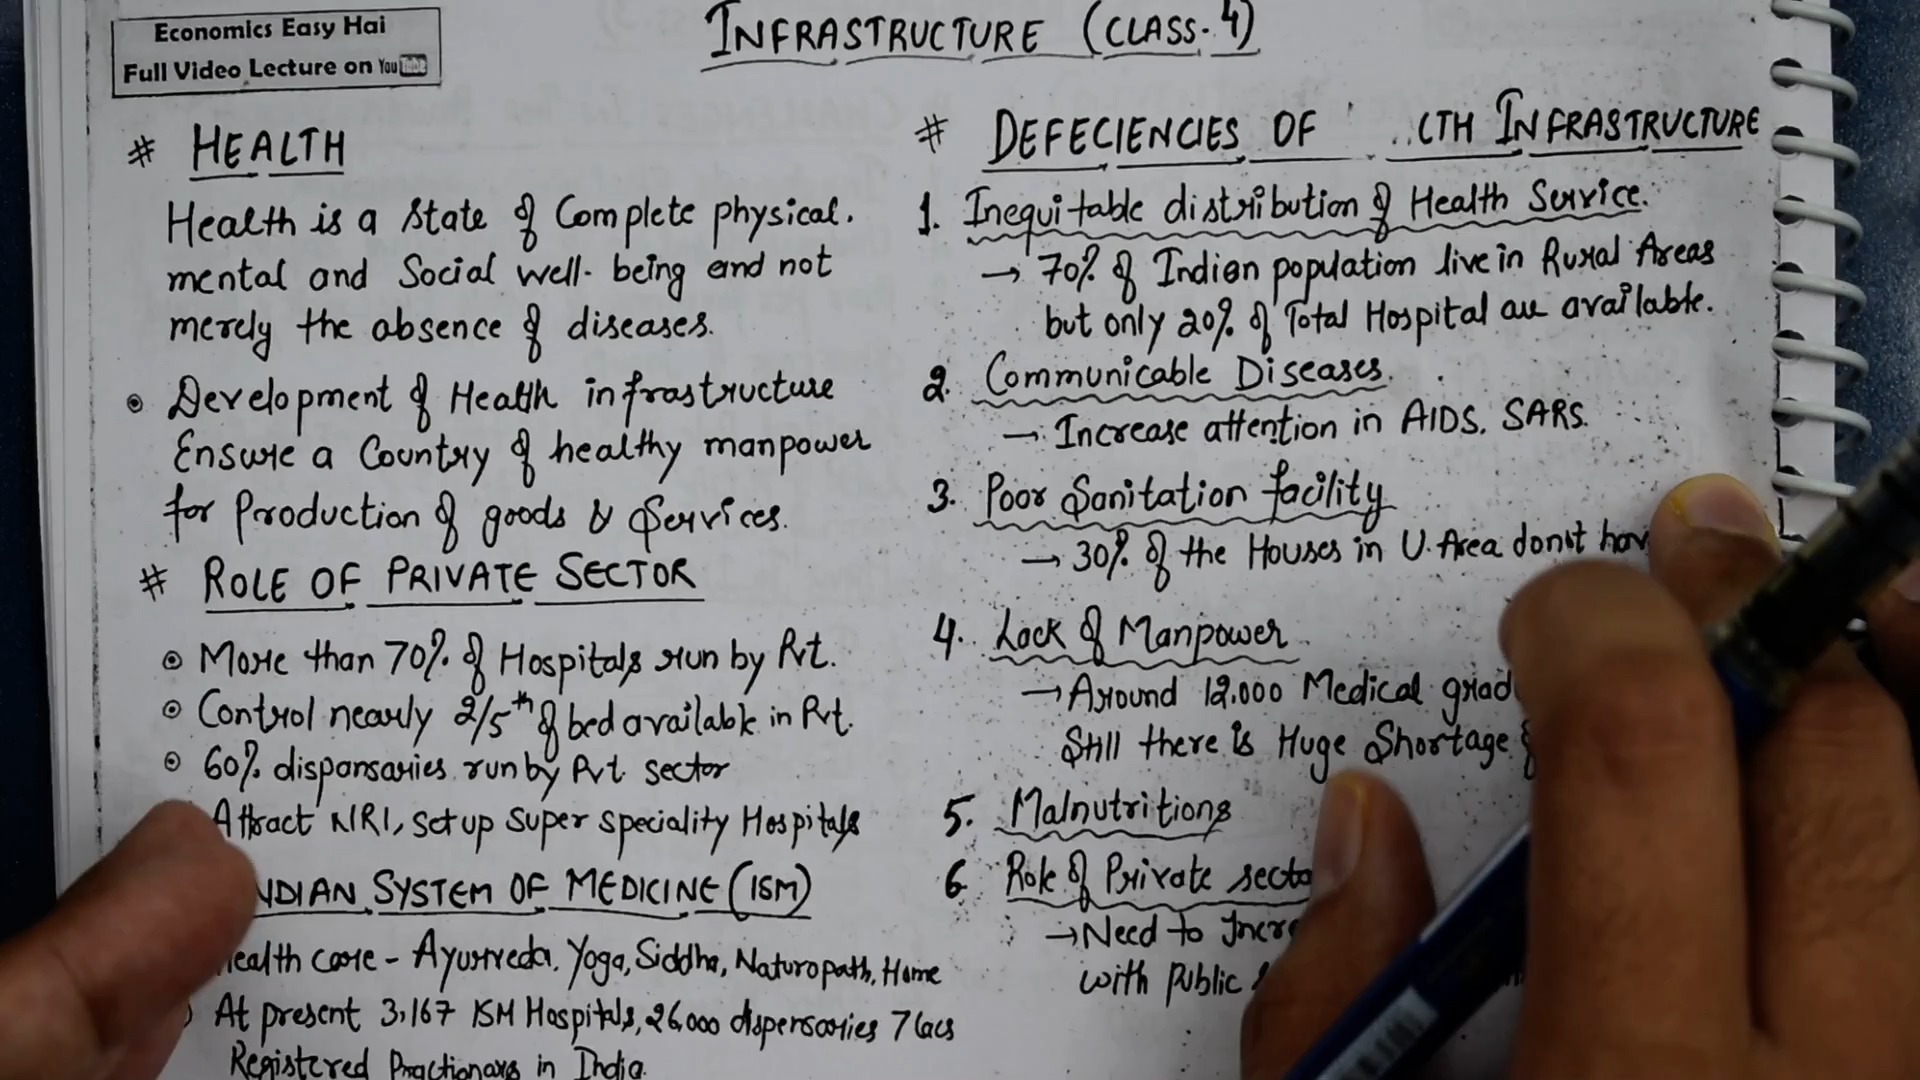 Economics Easy Hai
Full Video Lecture on YouTube
INFRASTRUCTURE (CLASS-4)
# HEALTH
Health is a state of Complete physical.
mental and Social well-being and not
merely the absence of diseases.
Development of Health infrastructure
Ensure a Country of healthy manpower
for Production of goods & Services.
# ROLE OF PRIVATE SECTOR
More than 70% of Hospitals run by Pvt.
Control nearly 2/5th of bed available in Pvt.
60% dispansaries run by Pvt. sector
Attract NRI, set up super speciality Hospitals
NDIAN SYSTEM OF MEDICINE (ISM)
ealth care - Ayurveda, Yoga, Siddha, Naturopath, Home
At present 3,167 ISM Hospitals, 26,000 dispensaries 7 lacs
Registered Practionars in India.
# DEFECIENCIES OF LTH INFRASTRUCTURE
1. Inequitable distribution of Health Service.
→ 70% of Indian population live in Rural Areas
but only 20% of Total Hospital are available.
2. Communicable Diseases.
→ Increase attention in AIDS, SARS.
3. Poor Sanitation facility
→ 30% of the Houses in U. Area don't hav
4. Lack of Manpower
→ Around 12,000 Medical grad
Still there is Huge Shortage
5. Malnutritions
6. Role of Private secto
→ Need to Incre
with public